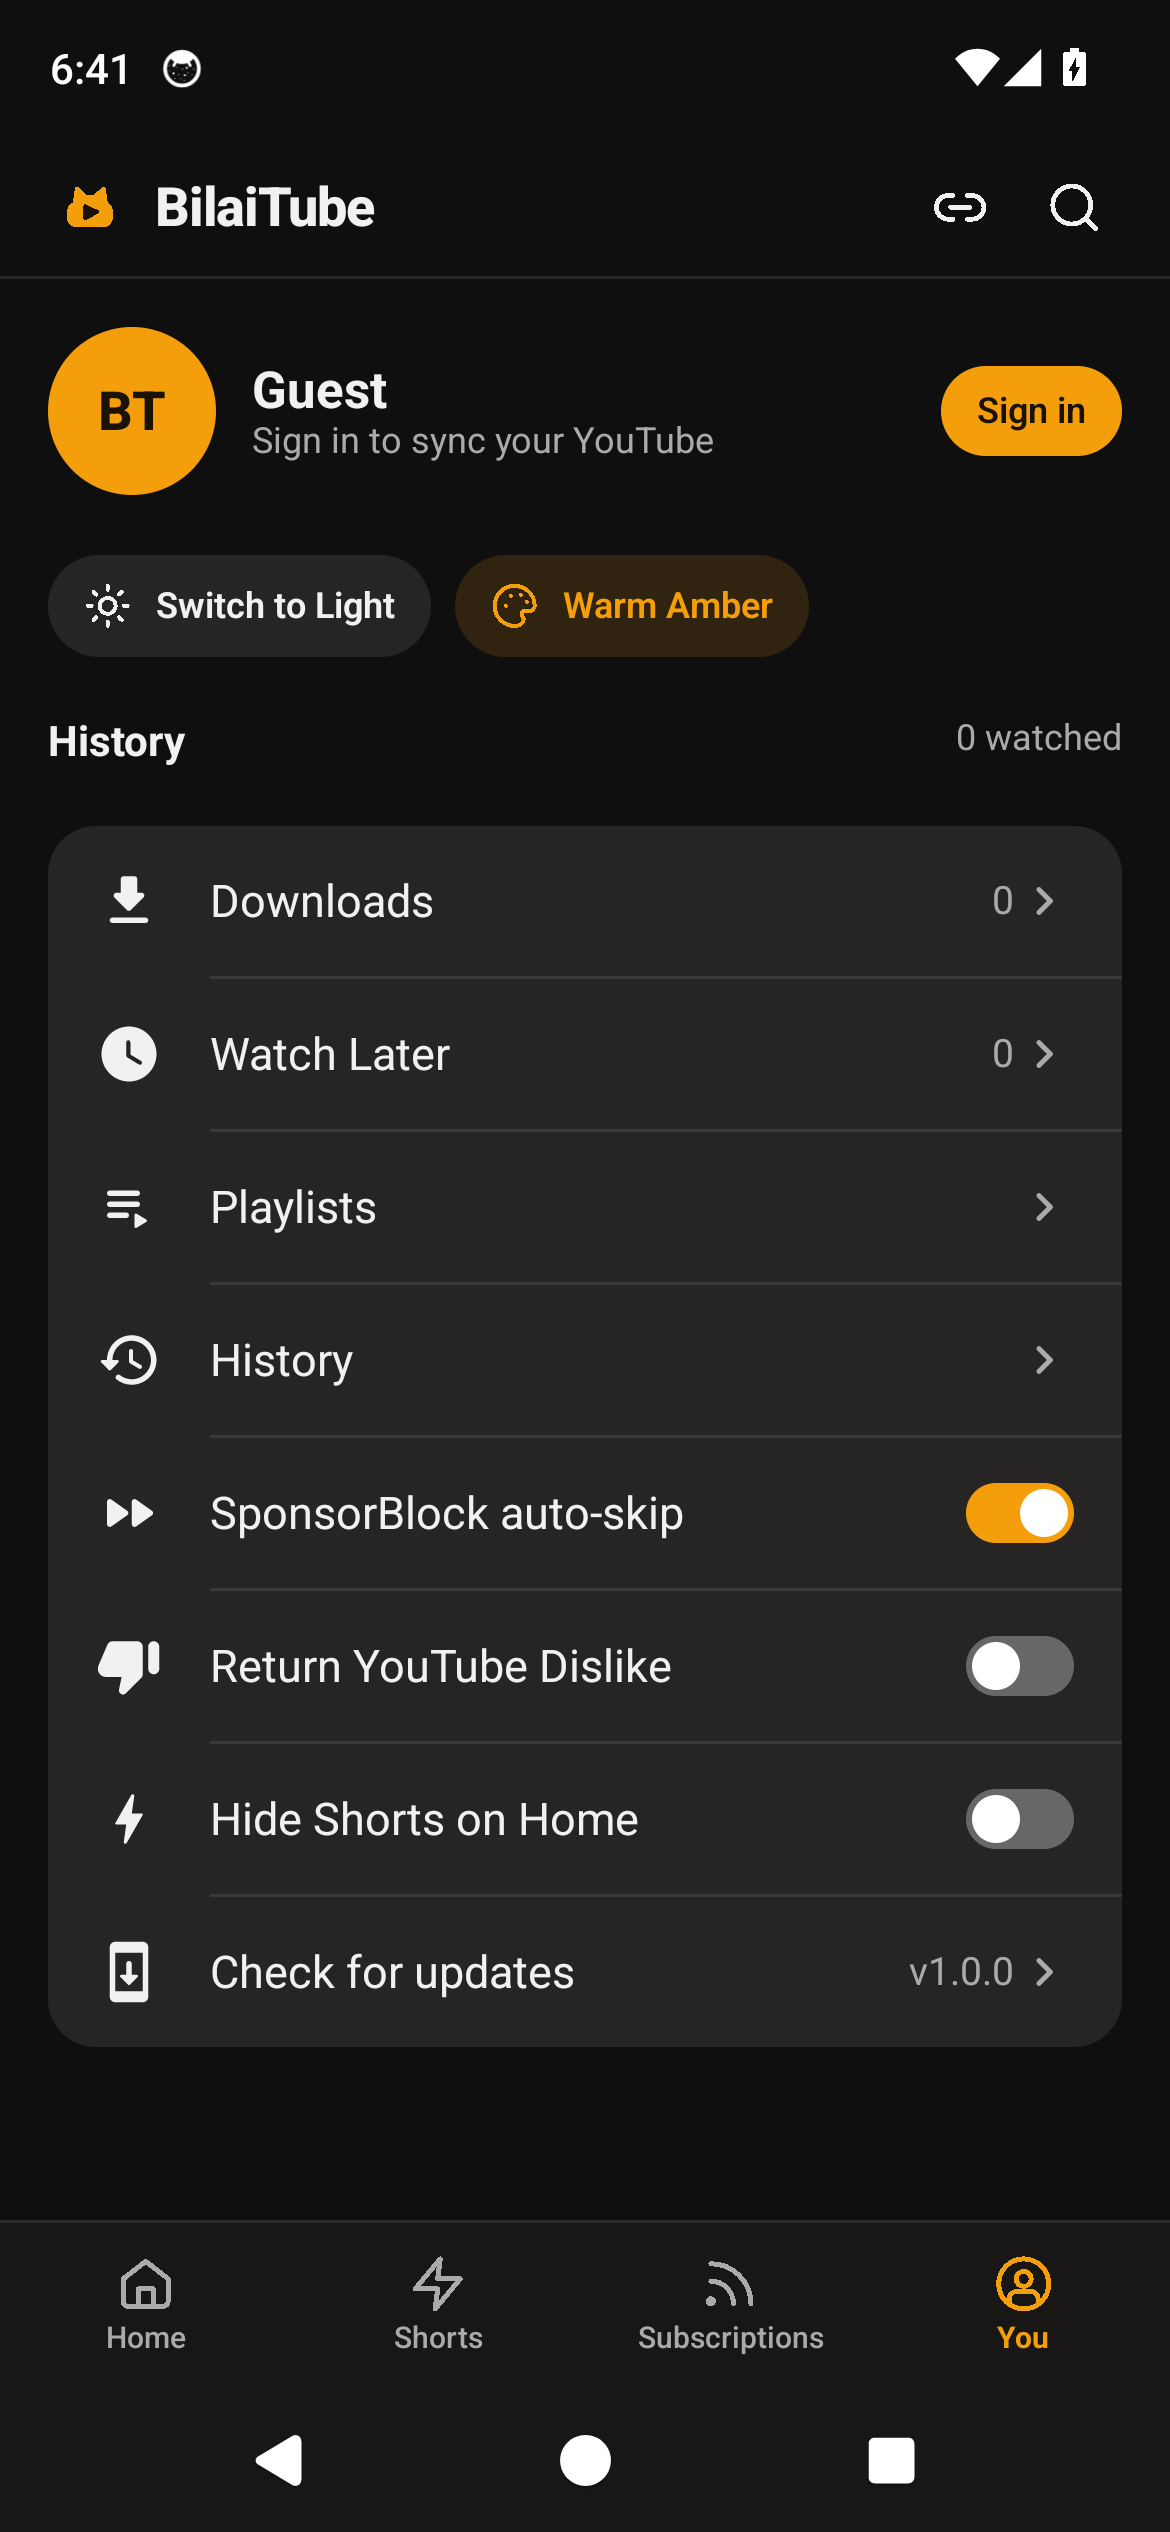 6:41
BilaiTube
BT
Guest
Sign in to sync your YouTube
Sign in
Switch to Light
Warm Amber
History
0 watched
Downloads
0
Watch Later
0
Playlists
History
SponsorBlock auto-skip
Return YouTube Dislike
Hide Shorts on Home
Check for updates
v1.0.0
Home
Shorts
Subscriptions
You